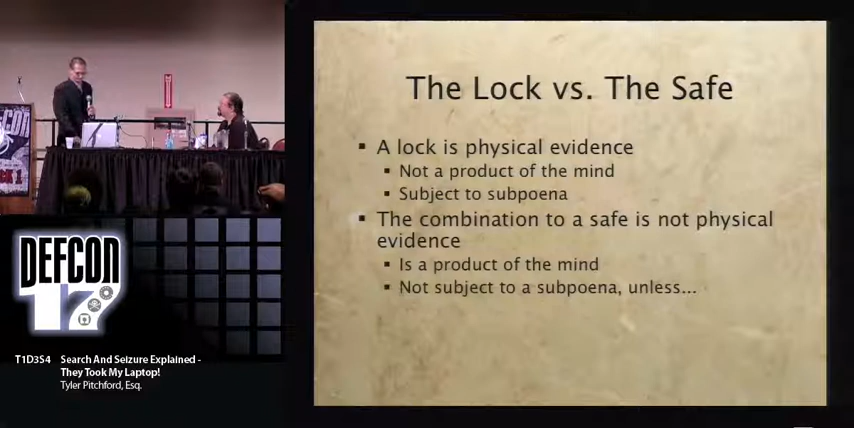 The Lock vs. The Safe
▪ A lock is physical evidence
▪ Not a product of the mind
▪ Subject to subpoena
▪ The combination to a safe is not physical
evidence
▪ Is a product of the mind
▪ Not subject to a subpoena, unless...
DEFCON
17
T1D3S4
Search And Seizure Explained -
They Took My Laptop!
Tyler Pitchford, Esq.